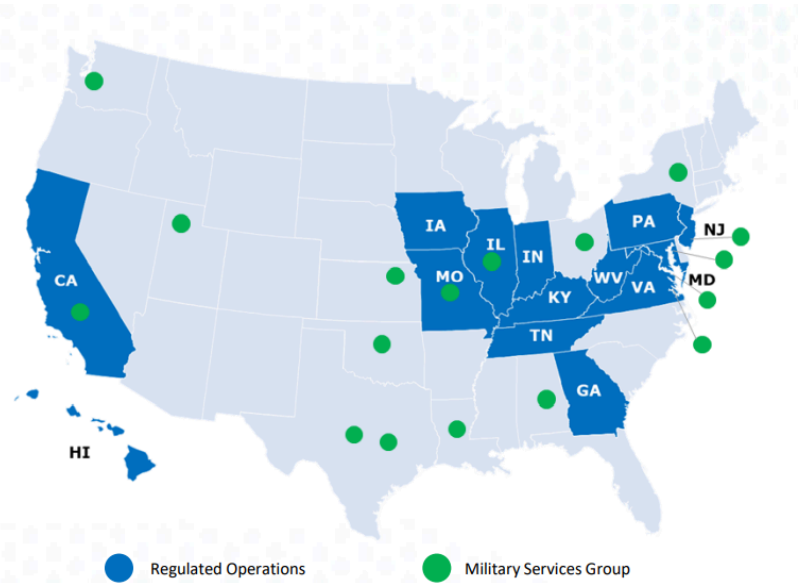 IA
PA
NJ
IL
IN
MO
WV
MD
CA
VA
KY
TN
GA
HI
Regulated Operations
Military Services Group